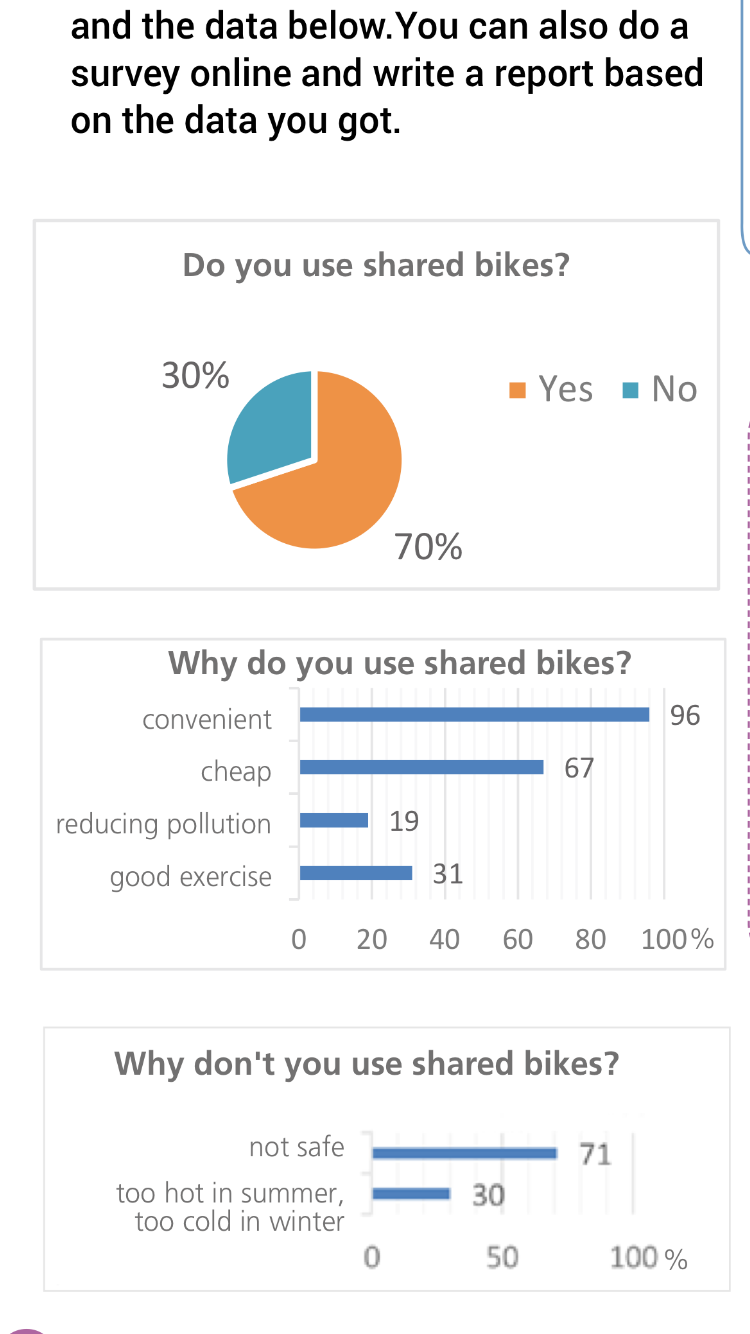 and the data below.You can also do a
survey online and write a report based
on the data you got.
Do you use shared bikes?
30%
Yes No
70%
Why do you use shared bikes?
convenient 96
cheap 67
reducing pollution 19
good exercise 31
0 20 40 60 80 100%
Why don't you use shared bikes?
not safe 71
too hot in summer, 30
too cold in winter
0 50 100 %